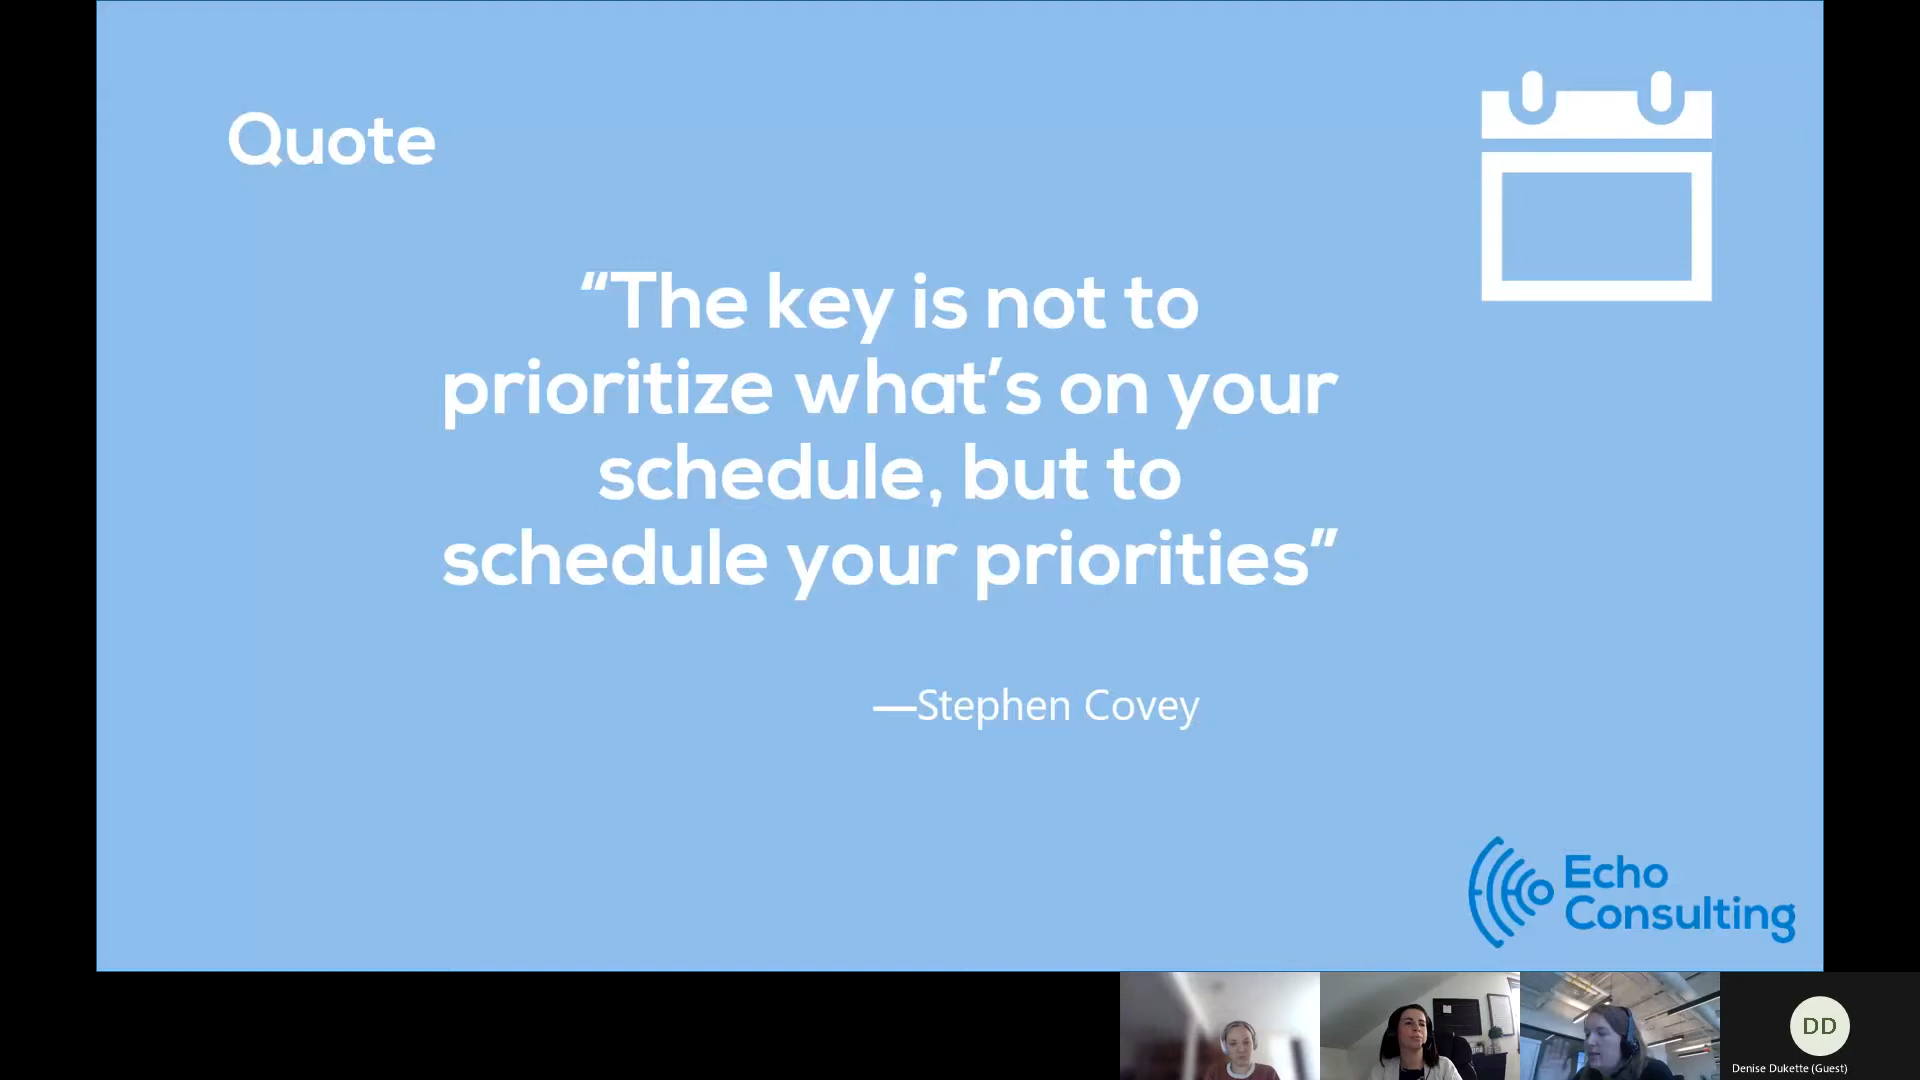 Quote
“The key is not to
prioritize what’s on your
schedule, but to
schedule your priorities”
—Stephen Covey
Echo
Consulting
DD
Denise Dukette (Guest)